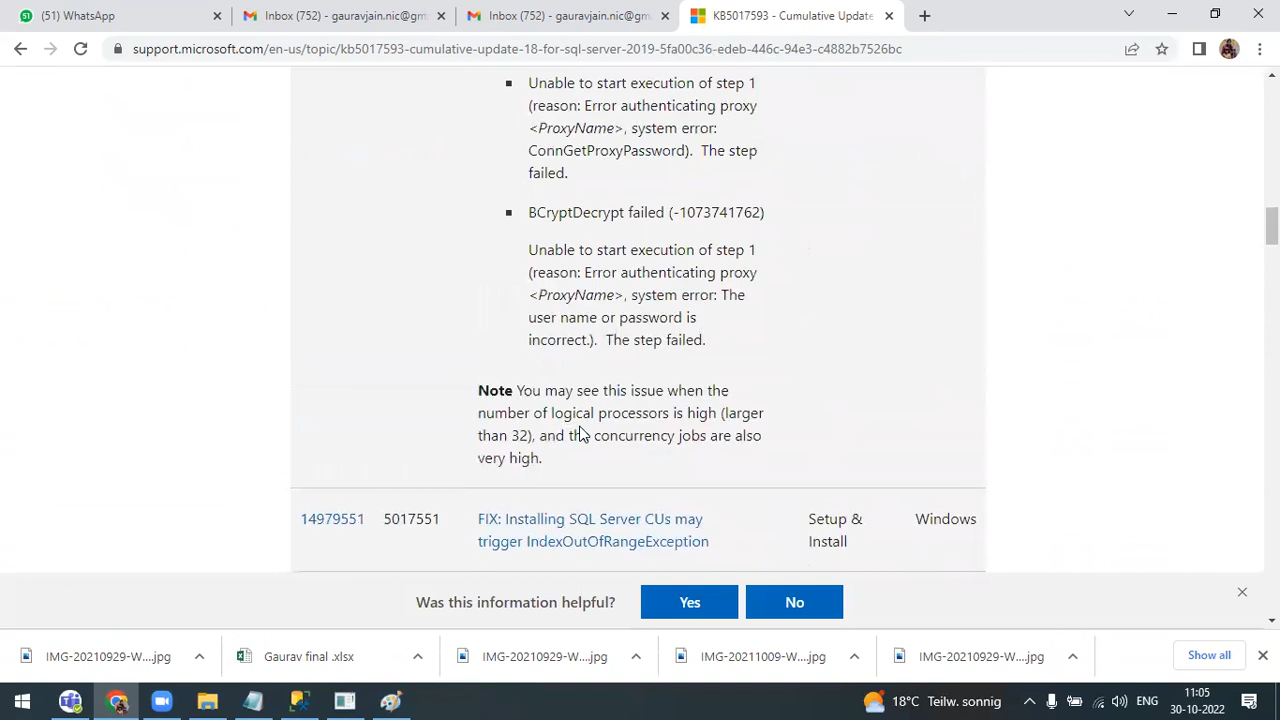 (51) WhatsApp
Inbox (752) - gauravjain.nic@gm
Inbox (752) - gauravjain.nic@gm
KB5017593 - Cumulative Update
support.microsoft.com/en-us/topic/kb5017593-cumulative-update-18-for-sql-server-2019-5fa00c36-edeb-446c-94e3-c4882b7526bc
Unable to start execution of step 1
(reason: Error authenticating proxy
<ProxyName>, system error:
ConnGetProxyPassword).  The step
failed.
BCryptDecrypt failed (-1073741762)
Unable to start execution of step 1
(reason: Error authenticating proxy
<ProxyName>, system error: The
user name or password is
incorrect.).  The step failed.
Note You may see this issue when the
number of logical processors is high (larger
than 32), and the concurrency jobs are also
very high.
14979551 5017551 FIX: Installing SQL Server CUs may Setup & Windows
trigger IndexOutOfRangeException Install
Was this information helpful? Yes No
IMG-20210929-W....jpg Gaurav final .xlsx IMG-20210929-W....jpg IMG-20211009-W....jpg IMG-20210929-W....jpg Show all
18°C Teilw. sonnig ENG 11:05
30-10-2022